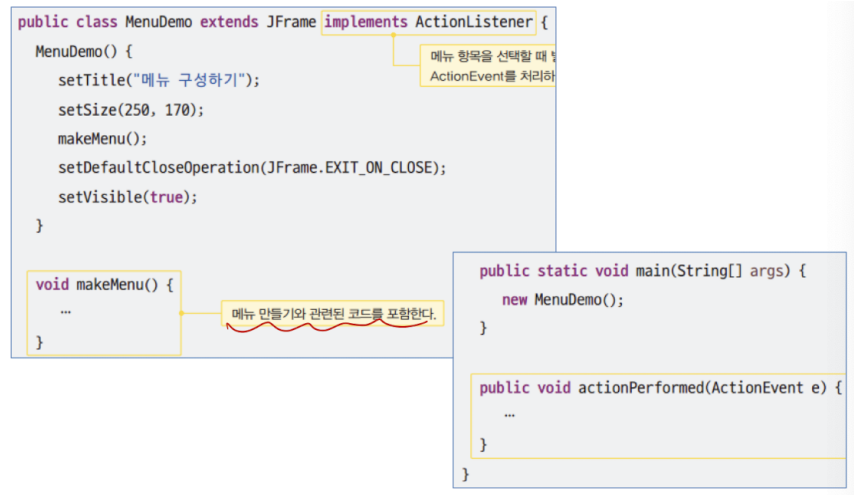 public class MenuDemo extends JFrame implements ActionListener {
MenuDemo() {
setTitle("메뉴 구성하기");
setSize(250, 170);
makeMenu();
setDefaultCloseOperation(JFrame.EXIT_ON_CLOSE);
setVisible(true);
}
메뉴 항목을 선택할 때
ActionEvent를 처리하
void makeMenu() {
…
}
메뉴 만들기와 관련된 코드를 포함한다.
public static void main(String[] args) {
new MenuDemo();
}
public void actionPerformed(ActionEvent e) {
…
}
}